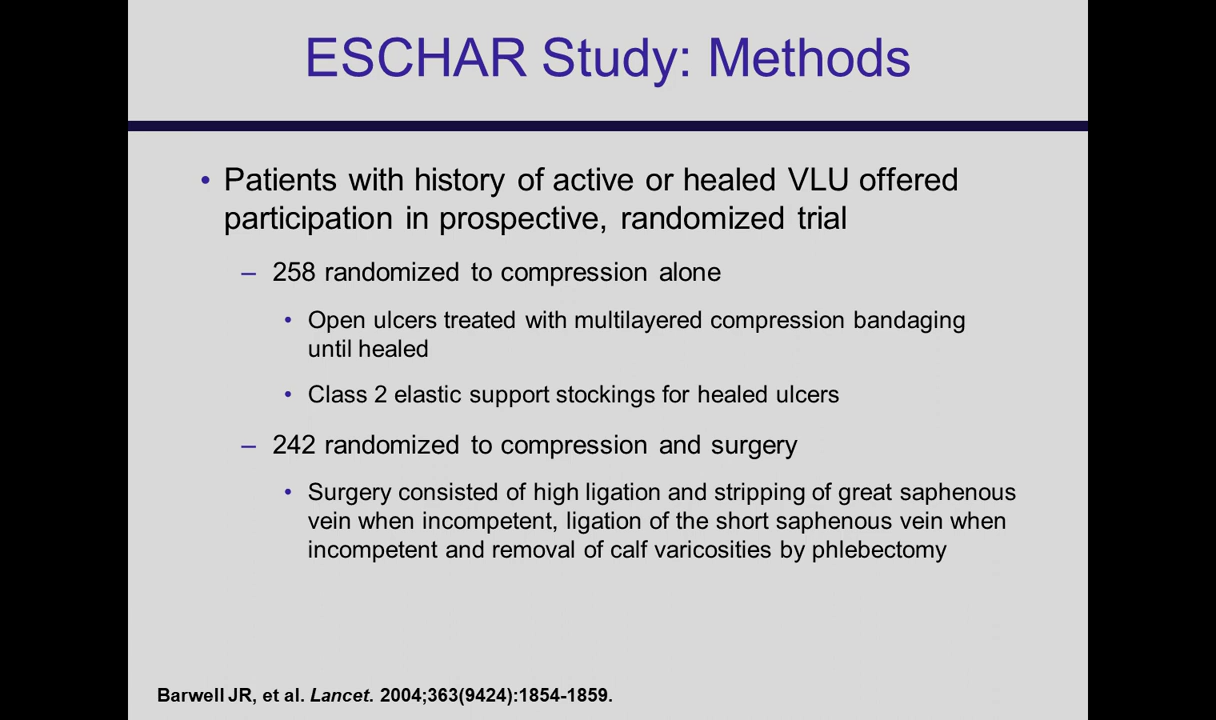 ESCHAR Study: Methods
• Patients with history of active or healed VLU offered
participation in prospective, randomized trial
– 258 randomized to compression alone
• Open ulcers treated with multilayered compression bandaging
until healed
• Class 2 elastic support stockings for healed ulcers
– 242 randomized to compression and surgery
• Surgery consisted of high ligation and stripping of great saphenous
vein when incompetent, ligation of the short saphenous vein when
incompetent and removal of calf varicosities by phlebectomy
Barwell JR, et al. Lancet. 2004;363(9424):1854-1859.